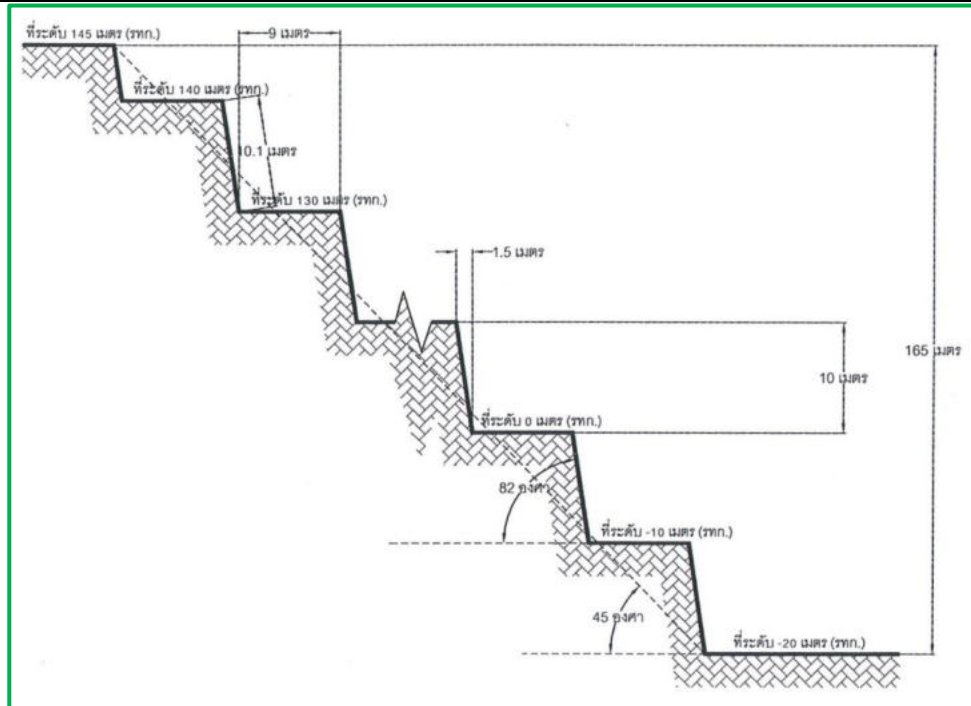 ที่ระดับ 145 เมตร (รทก.)
9 เมตร
ที่ระดับ 140 เมตร (รทก.)
10.1 เมตร
ที่ระดับ 130 เมตร (รทก.)
1.5 เมตร
165 เมตร
10 เมตร
ที่ระดับ 0 เมตร (รทก.)
82 องศา
ที่ระดับ -10 เมตร (รทก.)
45 องศา
ที่ระดับ -20 เมตร (รทก.)